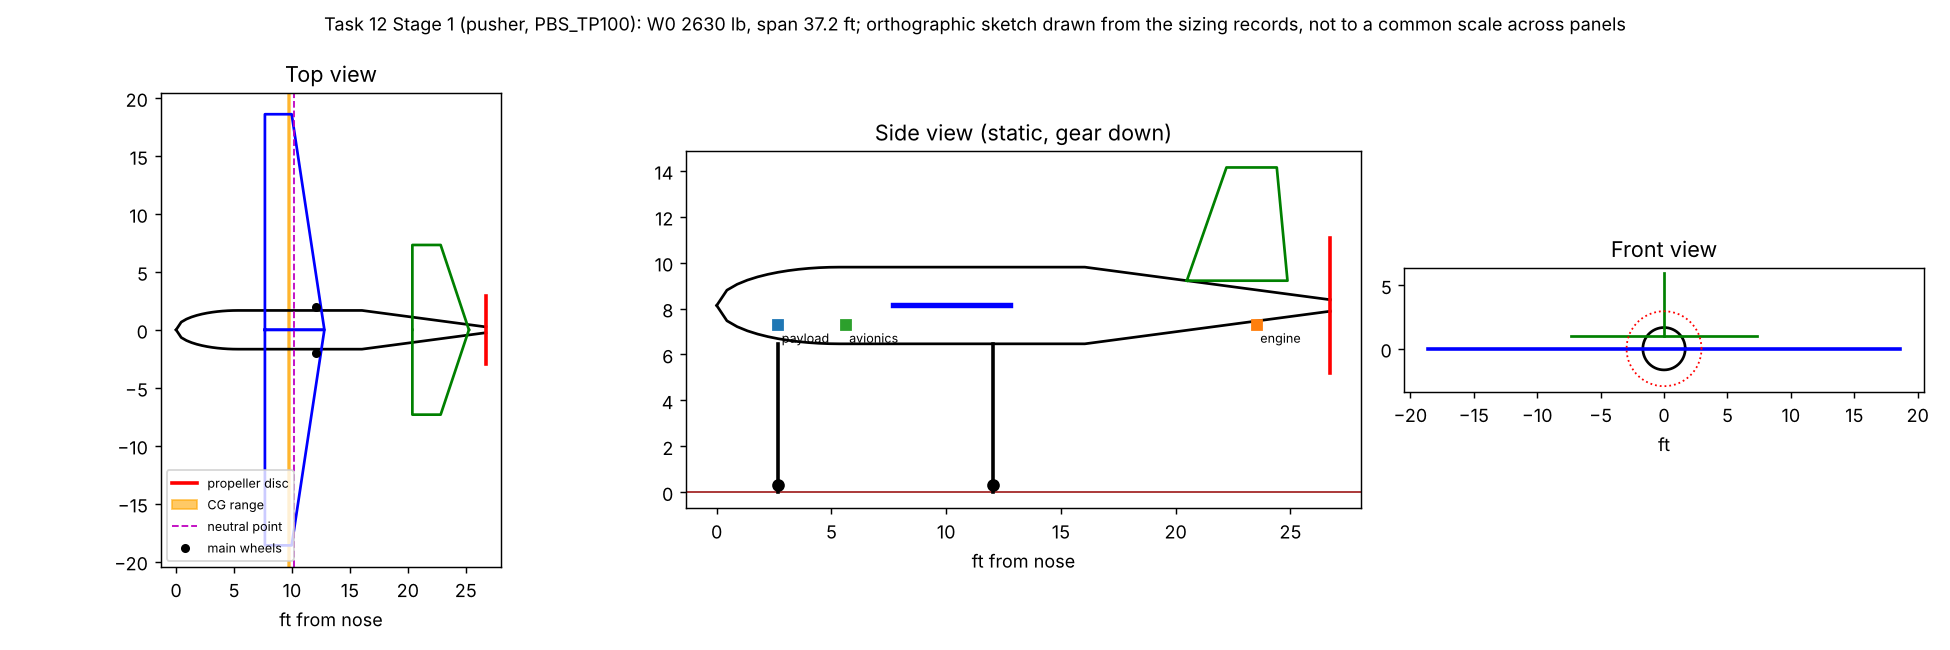 Task 12 Stage 1 (pusher, PBS_TP100): W0 2630 lb, span 37.2 ft; orthographic sketch drawn from the sizing records, not to a common scale across panels
Top view
20
15
10
5
0
−5
−10
−15
−20
propeller disc
CG range
neutral point
main wheels
0 5 10 15 20 25
ft from nose
Side view (static, gear down)
14
12
10
8
6
4
2
0
payload avionics engine
0 5 10 15 20 25
ft from nose
Front view
5
0
−20 −15 −10 −5 0 5 10 15 20
ft